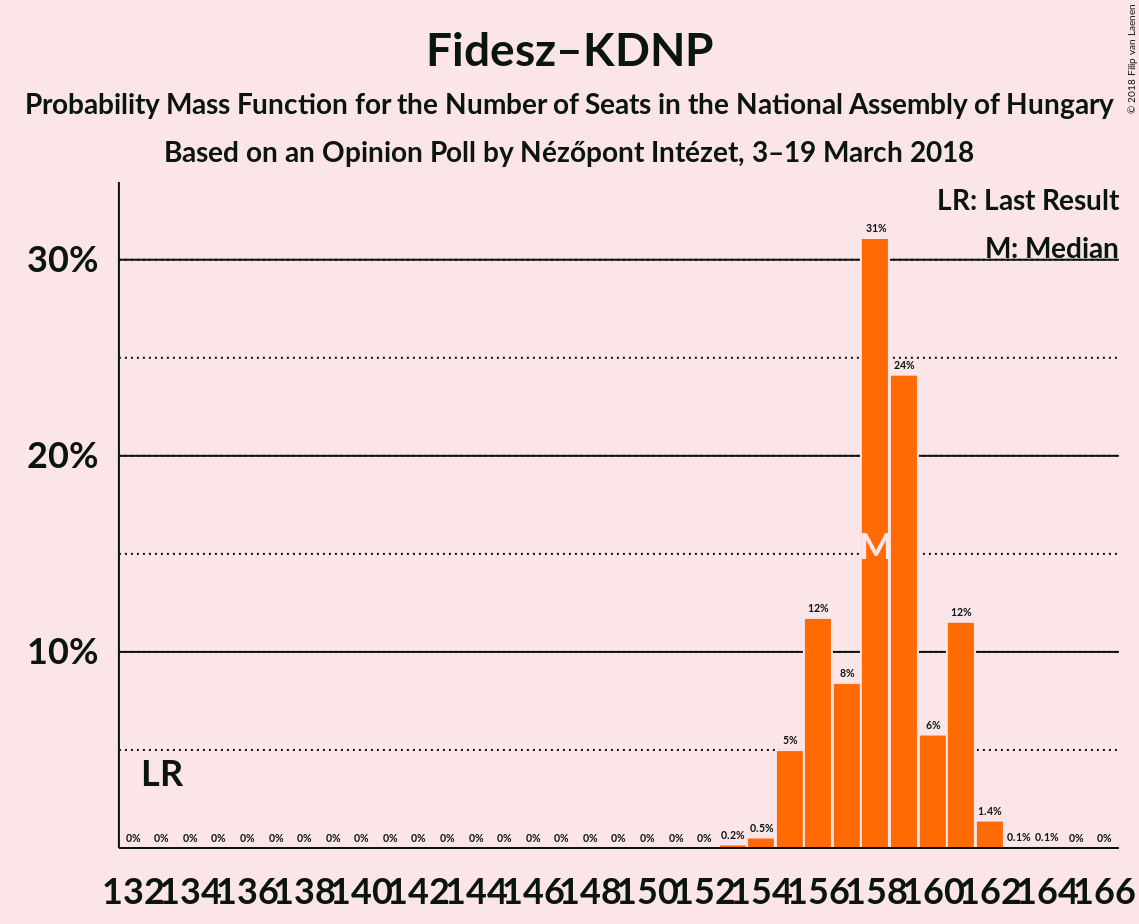 Fidesz–KDNP
Probability Mass Function for the Number of Seats in the National Assembly of Hungary
Based on an Opinion Poll by Nézőpont Intézet, 3–19 March 2018
© 2018 Filip van Laenen
LR: Last Result
M: Median
30%
20%
10%
31%
24%
12%
8%
5%
6%
12%
1.4%
0.2%
0.5%
0.1%
0.1%
M
LR
0% 0% 0% 0% 0% 0% 0% 0% 0% 0% 0% 0% 0% 0% 0% 0% 0% 0% 0% 0% 0% 0% 0%
132 134 136 138 140 142 144 146 148 150 152 154 156 158 160 162 164 166